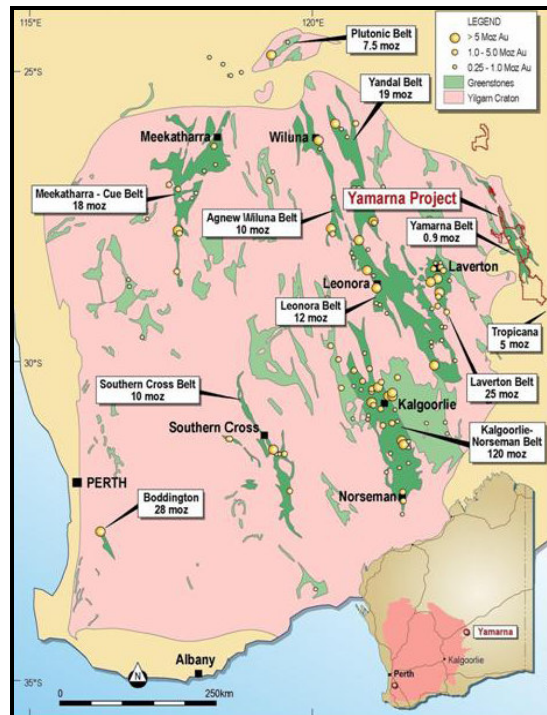 115°E
120°E
LEGEND
> 5 Moz Au
1.0 - 5.0 Moz Au
0.25 - 1.0 Moz Au
Greenstones
Yilgarn Craton
Plutonic Belt
7.5 moz
25°S
Yandal Belt
19 moz
Meekatharra
Wiluna
Meekatharra - Cue Belt
18 moz
Agnew Wiluna Belt
10 moz
Yamarna Project
Yamarna Belt
0.9 moz
Laverton
Leonora
Leonora Belt
12 moz
Tropicana
5 moz
30°S
Laverton Belt
25 moz
Southern Cross Belt
10 moz
Kalgoorlie
Southern Cross
Kalgoorlie-
Norseman Belt
120 moz
PERTH
Boddington
28 moz
Norseman
Yamarna
Kalgoorlie
Perth
Albany
N
35°S
0
250km